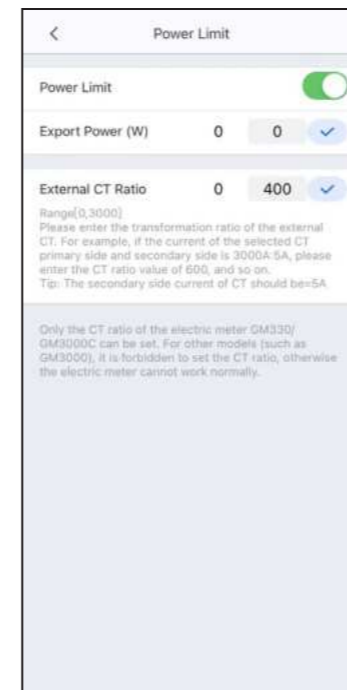 Power Limit
Power Limit
Export Power (W) 0 0
External CT Ratio 0 400
Range[0,3000]
Please enter the transformation ratio of the external
CT. For example, if the current of the selected CT
primary side and secondary side is 3000A:5A, please
enter the CT ratio value of 600, and so on.
Tip: The secondary side current of CT should be=5A
Only the CT ratio of the electric meter GM330/
GM3000C can be set. For other models (such as
GM3000), it is forbidden to set the CT ratio, otherwise
the electric meter cannot work normally.